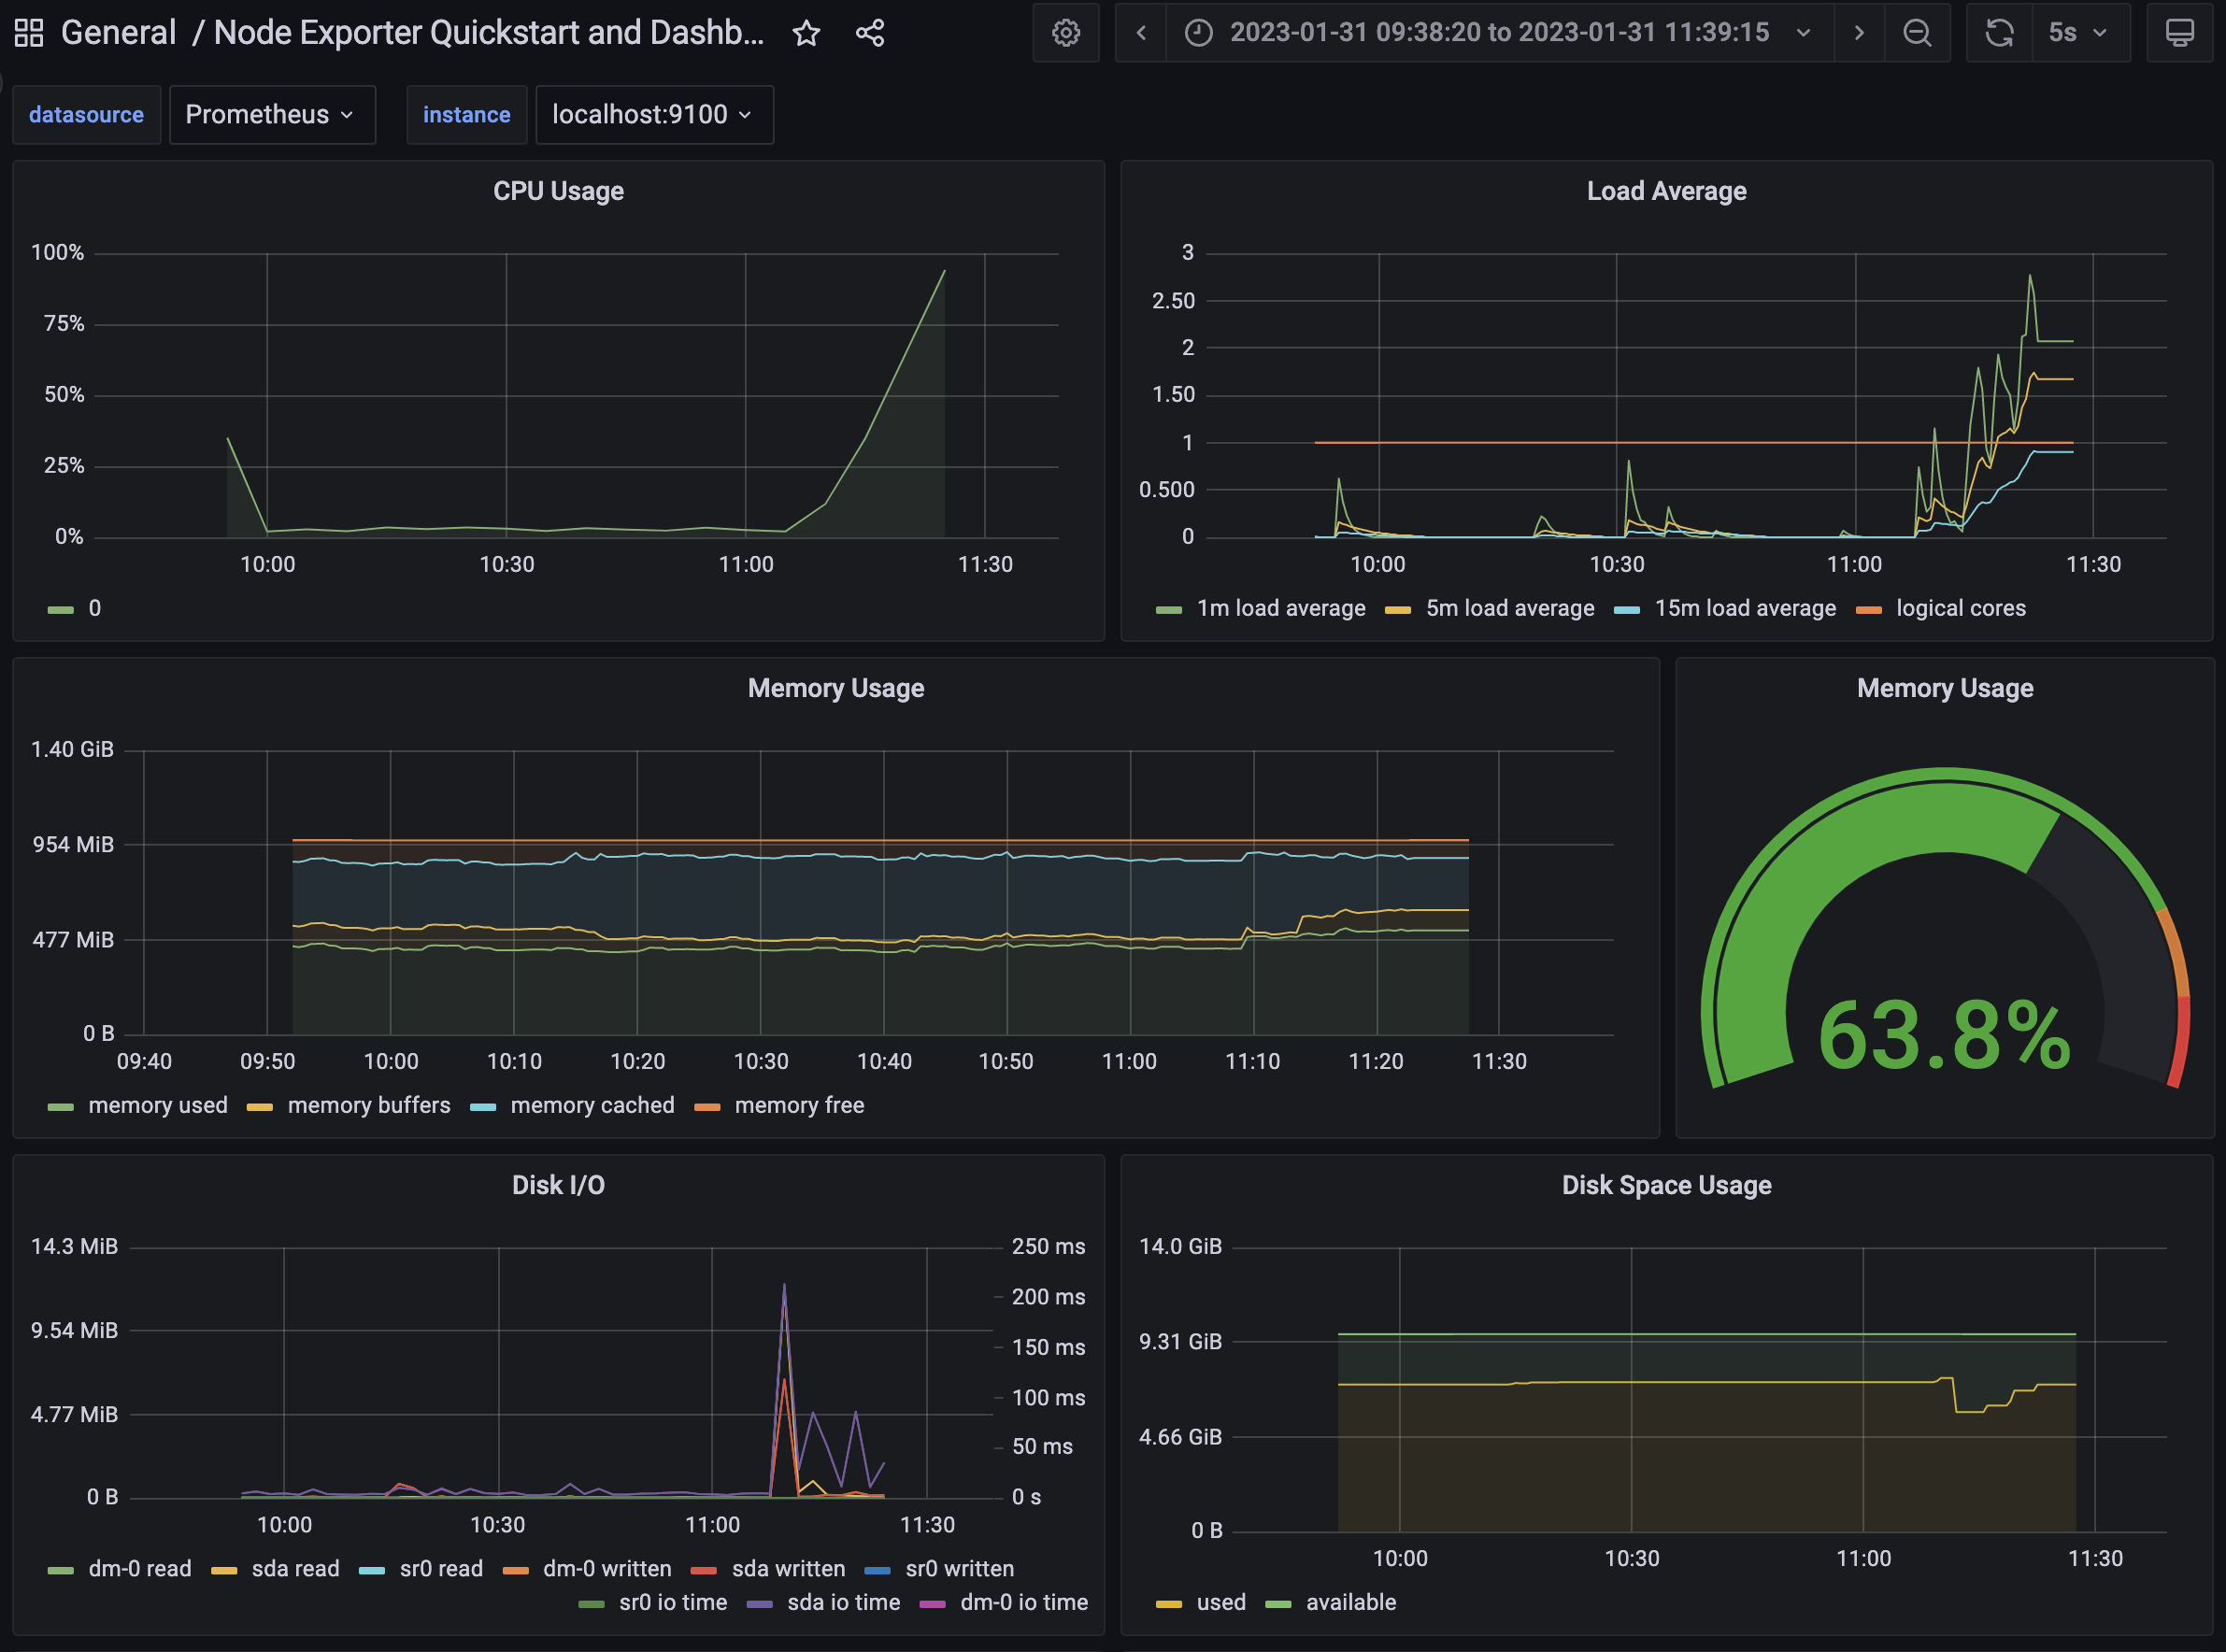 General / Node Exporter Quickstart and Dashb... 2023-01-31 09:38:20 to 2023-01-31 11:39:15 5s
datasource Prometheus instance localhost:9100
CPU Usage
100%
75%
50%
25%
0%
10:00 10:30 11:00 11:30
0
Load Average
3
2.50
2
1.50
1
0.500
0
10:00 10:30 11:00 11:30
1m load average 5m load average 15m load average logical cores
Memory Usage
1.40 GiB
954 MiB
477 MiB
0 B
09:40 09:50 10:00 10:10 10:20 10:30 10:40 10:50 11:00 11:10 11:20 11:30
memory used memory buffers memory cached memory free
Memory Usage
63.8%
Disk I/O
14.3 MiB
9.54 MiB
4.77 MiB
0 B
250 ms
200 ms
150 ms
100 ms
50 ms
0 s
10:00 10:30 11:00 11:30
dm-0 read sda read sr0 read dm-0 written sda written sr0 written
sr0 io time sda io time dm-0 io time
Disk Space Usage
14.0 GiB
9.31 GiB
4.66 GiB
0 B
10:00 10:30 11:00 11:30
used available